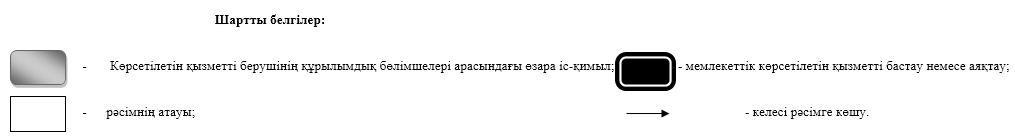 Шартты белгілер:
- Көрсетілетін қызметті берушінің құрылымдық бөлімшелері арасындағы өзара іс-қимыл; - мемлекеттік көрсетілетін қызметті бастау немесе аяқтау;
- рәсімнің атауы; - келесі рәсімге көшу.